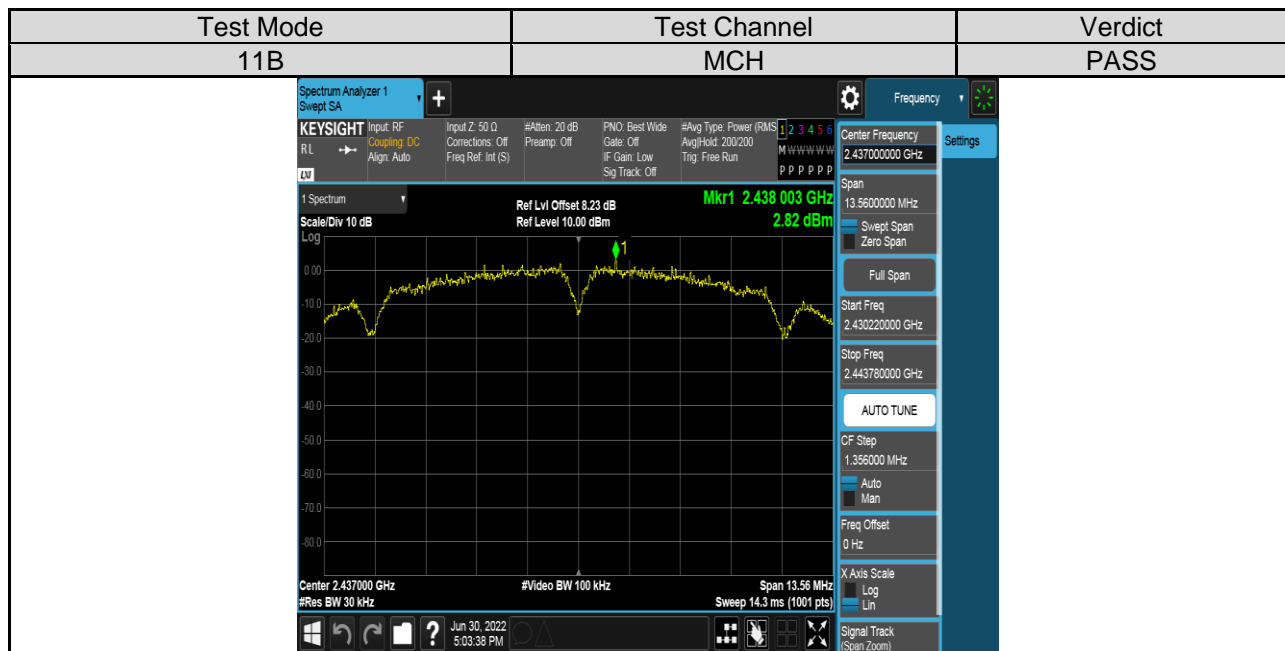 Test Mode Test Channel Verdict
11B MCH PASS
Spectrum Analyzer 1
Swept SA
+
Frequency
KEYSIGHT
RL
LXI
Input: RF
Coupling: DC
Align: Auto
Input Z: 50 Ω
Corrections: Off
Freq Ref: Int (S)
#Atten: 20 dB
Preamp: Off
PNO: Best Wide
Gate: Off
IF Gain: Low
Sig Track: Off
#Avg Type: Power (RMS
Avg|Hold: 200/200
Trig: Free Run
1 2 3 4 5 6
M W W W W W
P P P P P P
1 Spectrum
Scale/Div 10 dB
Ref Lvl Offset 8.23 dB
Ref Level 10.00 dBm
Mkr1 2.438 003 GHz
2.82 dBm
Log
1
0.00
-10.0
-20.0
-30.0
-40.0
-50.0
-60.0
-70.0
-80.0
Center 2.437000 GHz
#Res BW 30 kHz
#Video BW 100 kHz
Span 13.56 MHz
Sweep 14.3 ms (1001 pts)
?
Jun 30, 2022
5:03:38 PM
Center Frequency
2.437000000 GHz
Settings
Span
13.5600000 MHz
Swept Span
Zero Span
Full Span
Start Freq
2.430220000 GHz
Stop Freq
2.443780000 GHz
AUTO TUNE
CF Step
1.356000 MHz
Auto
Man
Freq Offset
0 Hz
X Axis Scale
Log
Lin
Signal Track
(Span Zoom)